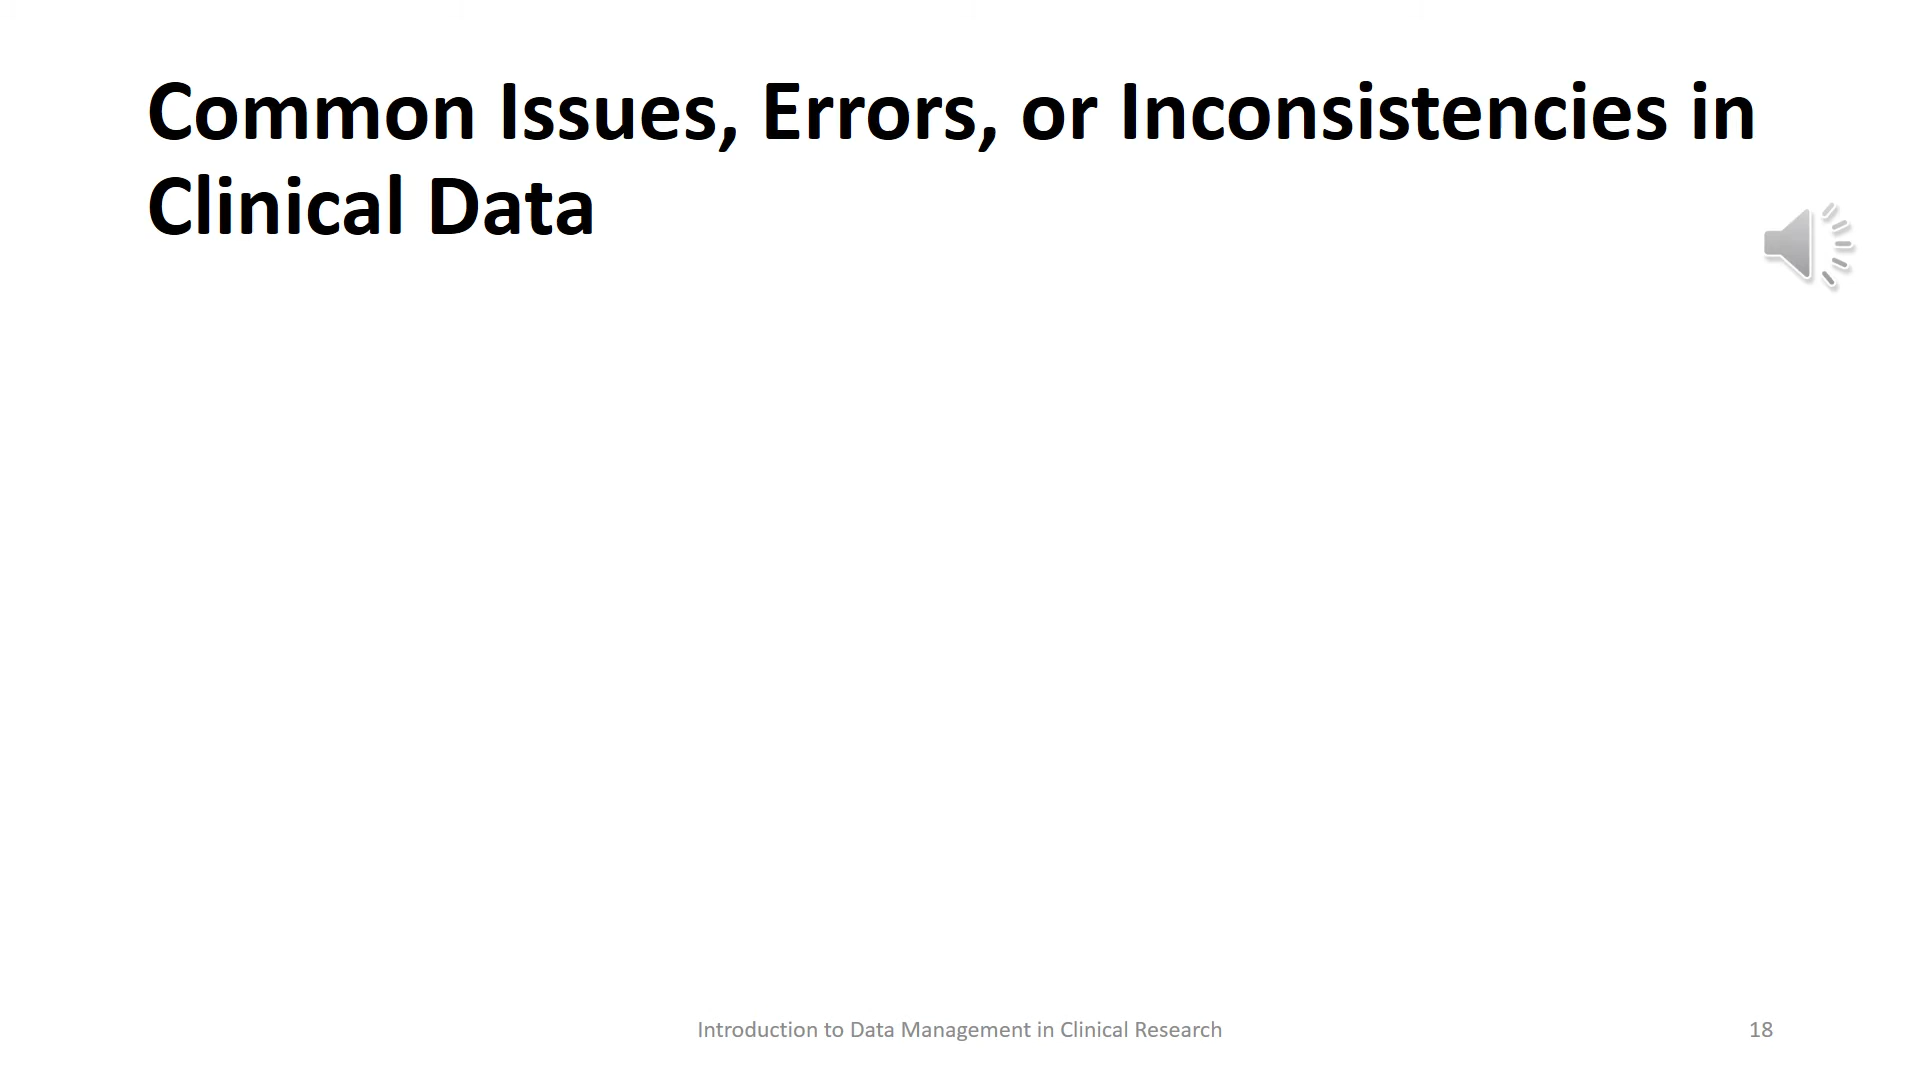 Common Issues, Errors, or Inconsistencies in
Clinical Data
Introduction to Data Management in Clinical Research
18